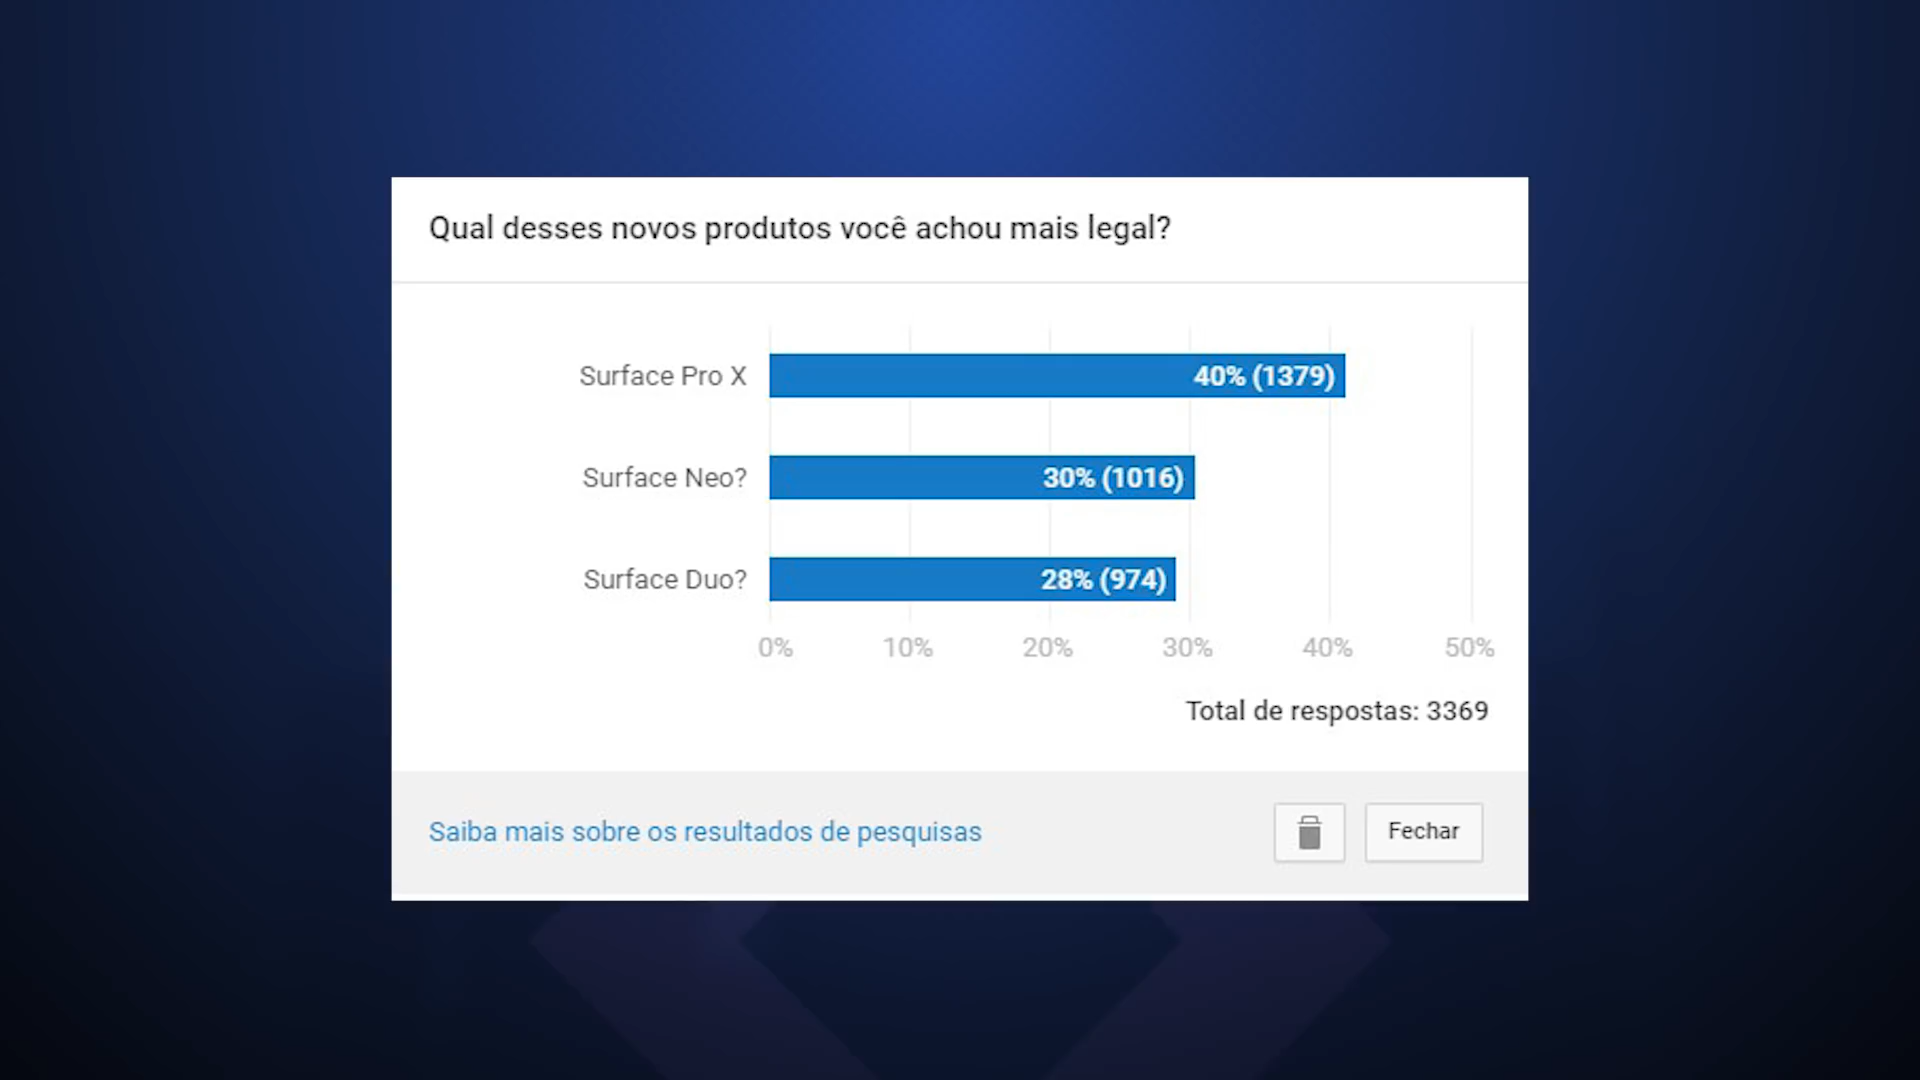 Qual desses novos produtos você achou mais legal?
Surface Pro X 40% (1379)
Surface Neo? 30% (1016)
Surface Duo? 28% (974)
0% 10% 20% 30% 40% 50%
Total de respostas: 3369
Saiba mais sobre os resultados de pesquisas Fechar